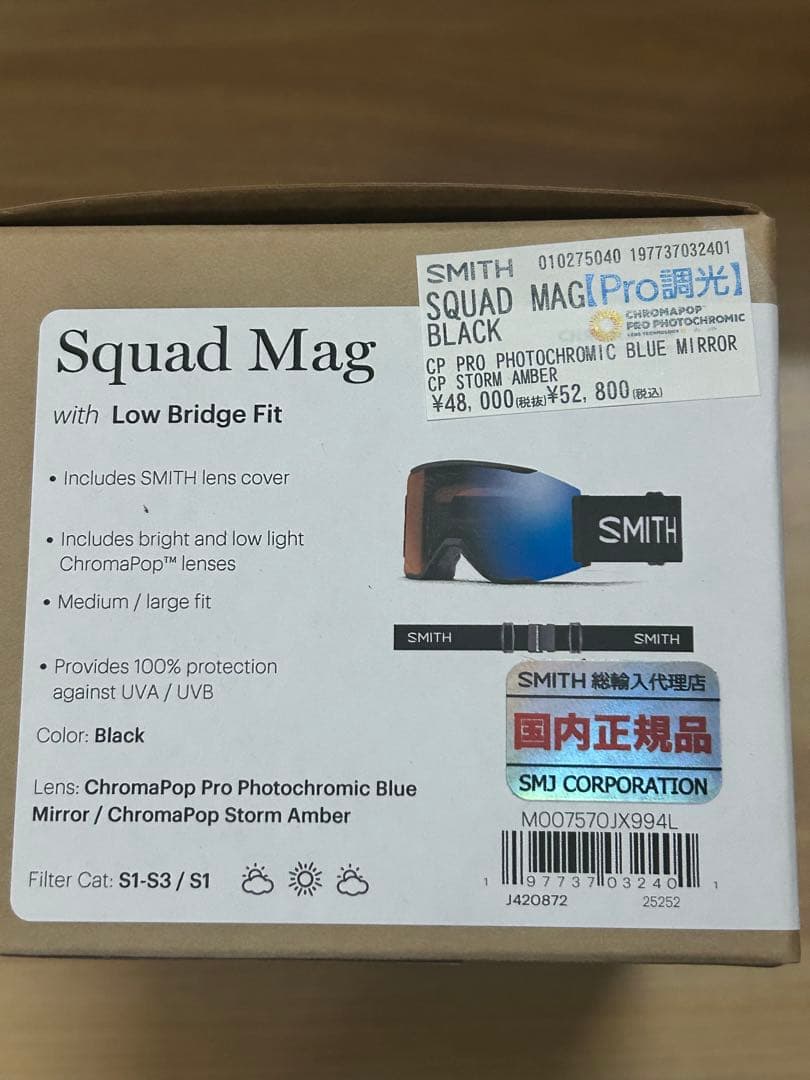 SMITH 010275040 197737032401
SQUAD MAG【Pro調光】
BLACK
CHROMAPOP™
PRO PHOTOCHROMIC
LENS TECHNOLOGY
CP PRO PHOTOCHROMIC BLUE MIRROR
CP STORM AMBER
¥48,000(税抜)¥52,800(税込)
Squad Mag
with Low Bridge Fit
• Includes SMITH lens cover
• Includes bright and low light
ChromaPop™ lenses
• Medium / large fit
• Provides 100% protection
against UVA / UVB
Color: Black
Lens: ChromaPop Pro Photochromic Blue
Mirror / ChromaPop Storm Amber
Filter Cat: S1-S3 / S1
SMITH
SMITH SMITH
SMITH 総輸入代理店
国内正規品
SMJ CORPORATION
M007570JX994L
1 97737 03240 1
J420872 25252